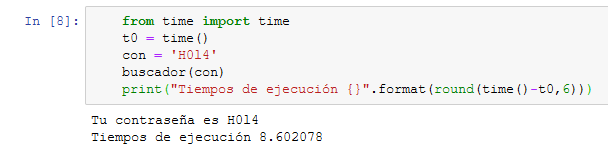 In [8]:
from time import time
t0 = time()
con = 'H0l4'
buscador(con)
print("Tiempos de ejecución {}".format(round(time()-t0,6)))
Tu contraseña es H0l4
Tiempos de ejecución 8.602078